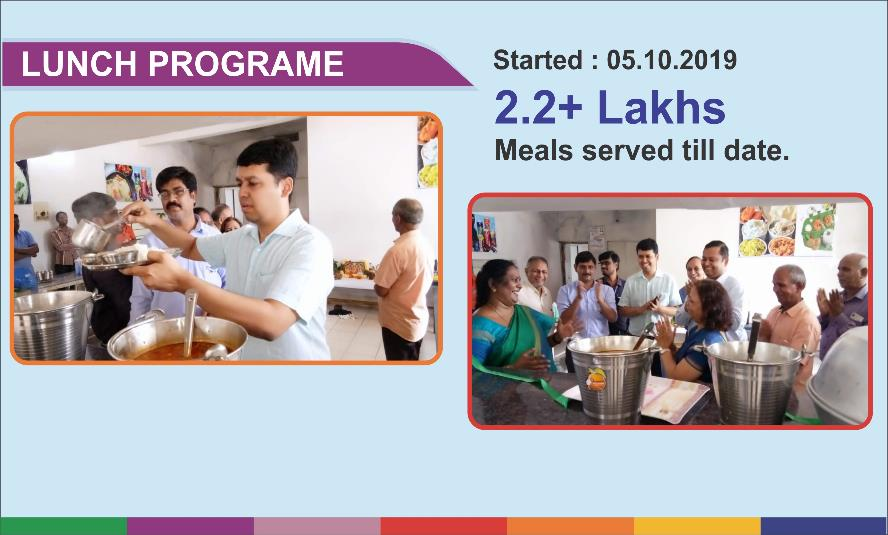 LUNCH PROGRAME
Started : 05.10.2019
2.2+ Lakhs
Meals served till date.